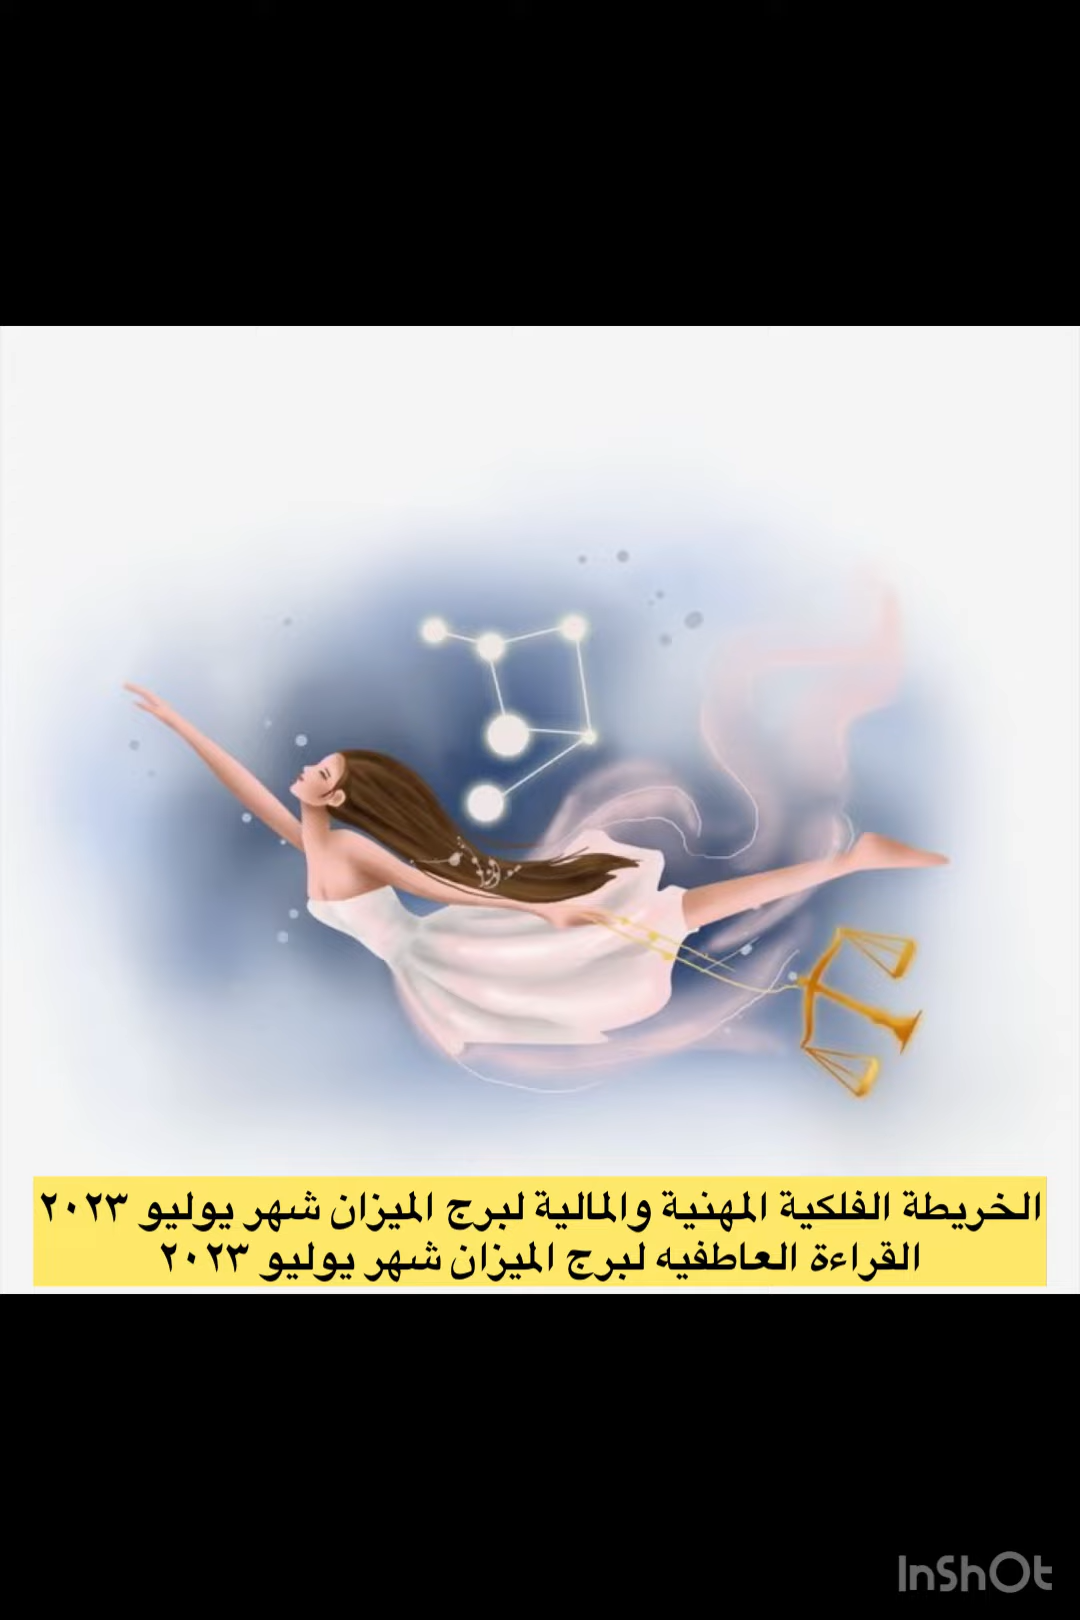 الخريطة الفلكية المهنية والمالية لبرج الميزان شهر يوليو ٢٠٢٣
القراءة العاطفيه لبرج الميزان شهر يوليو ٢٠٢٣
InShOt